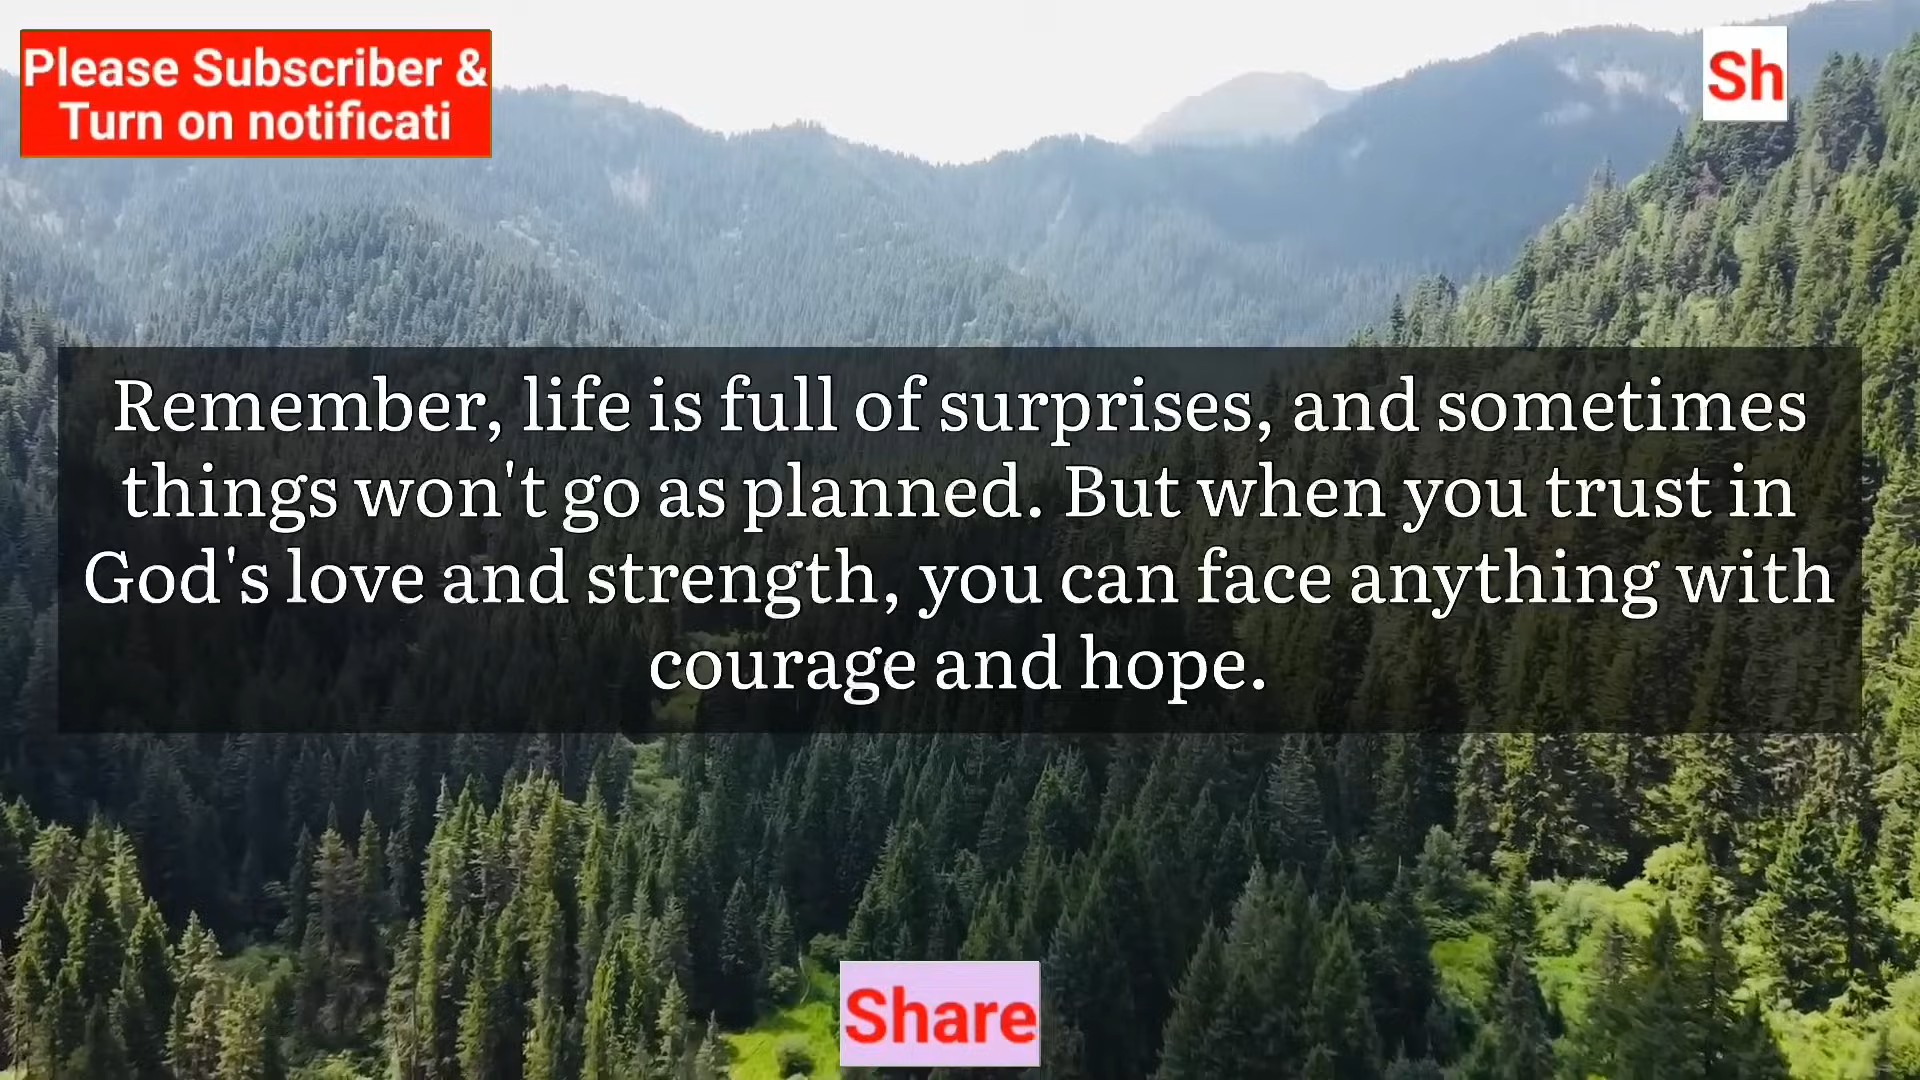 Please Subscriber &
Turn on notificati
Sh
Remember, life is full of surprises, and sometimes
things won't go as planned. But when you trust in
God's love and strength, you can face anything with
courage and hope.
Share